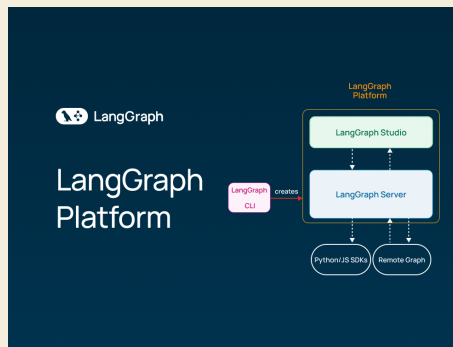 LangGraph
LangGraph
Platform
LangGraph
Platform
LangGraph Studio
LangGraph
CLI
creates
LangGraph Server
Python/JS SDKs
Remote Graph